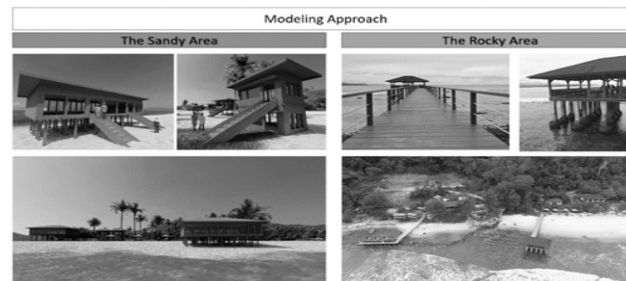 Modeling Approach
The Sandy Area
The Rocky Area